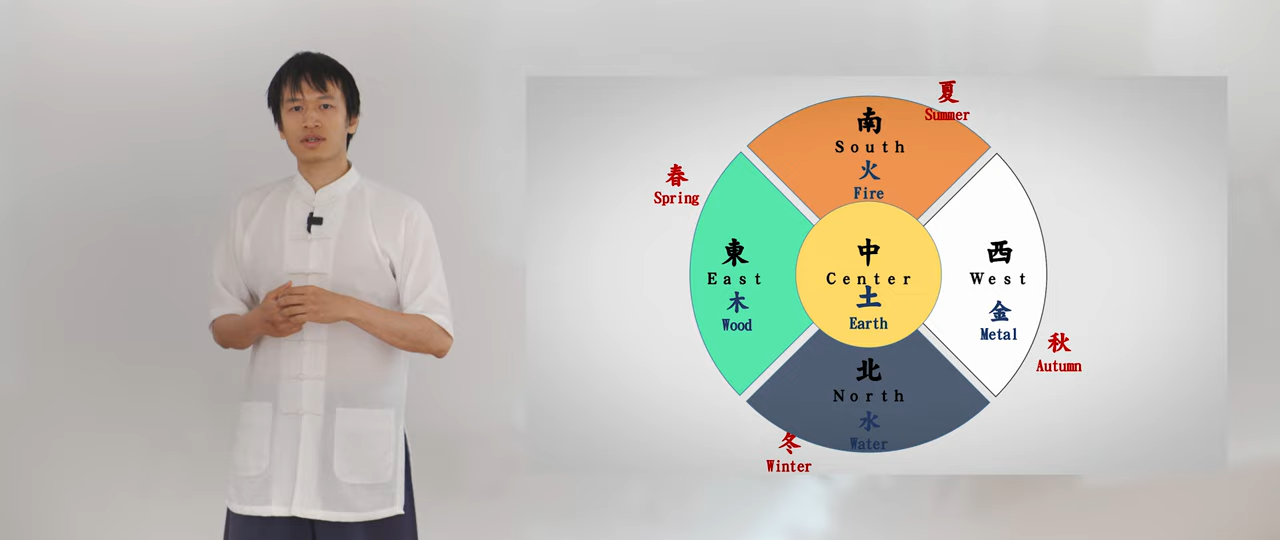 夏
Summer
南
South
火
Fire
春
Spring
東
East
木
Wood
中
Center
土
Earth
西
West
金
Metal
秋
Autumn
北
North
水
Water
冬
Winter